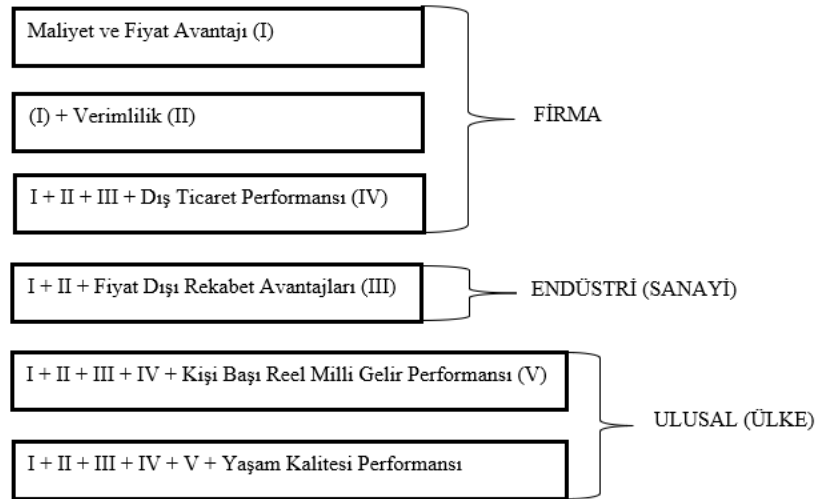 Maliyet ve Fiyat Avantajı (I)
(I) + Verimlilik (II)
FİRMA
I + II + III + Dış Ticaret Performansı (IV)
I + II + Fiyat Dışı Rekabet Avantajları (III)
ENDÜSTRİ (SANAYİ)
I + II + III + IV + Kişi Başı Reel Milli Gelir Performansı (V)
ULUSAL (ÜLKE)
I + II + III + IV + V + Yaşam Kalitesi Performansı